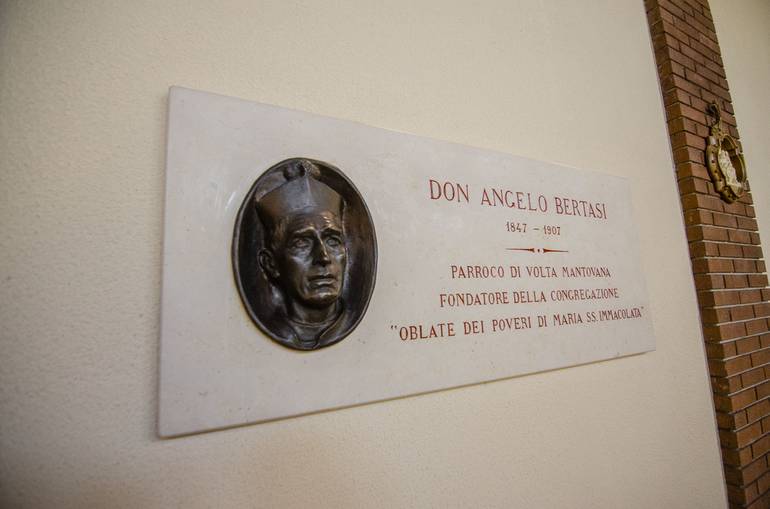 DON ANGELO BERTASI
1847 - 1907
PARROCO DI VOLTA MANTOVANA
FONDATORE DELLA CONGREGAZIONE
"OBLATE DEI POVERI DI MARIA SS. IMMACOLATA"